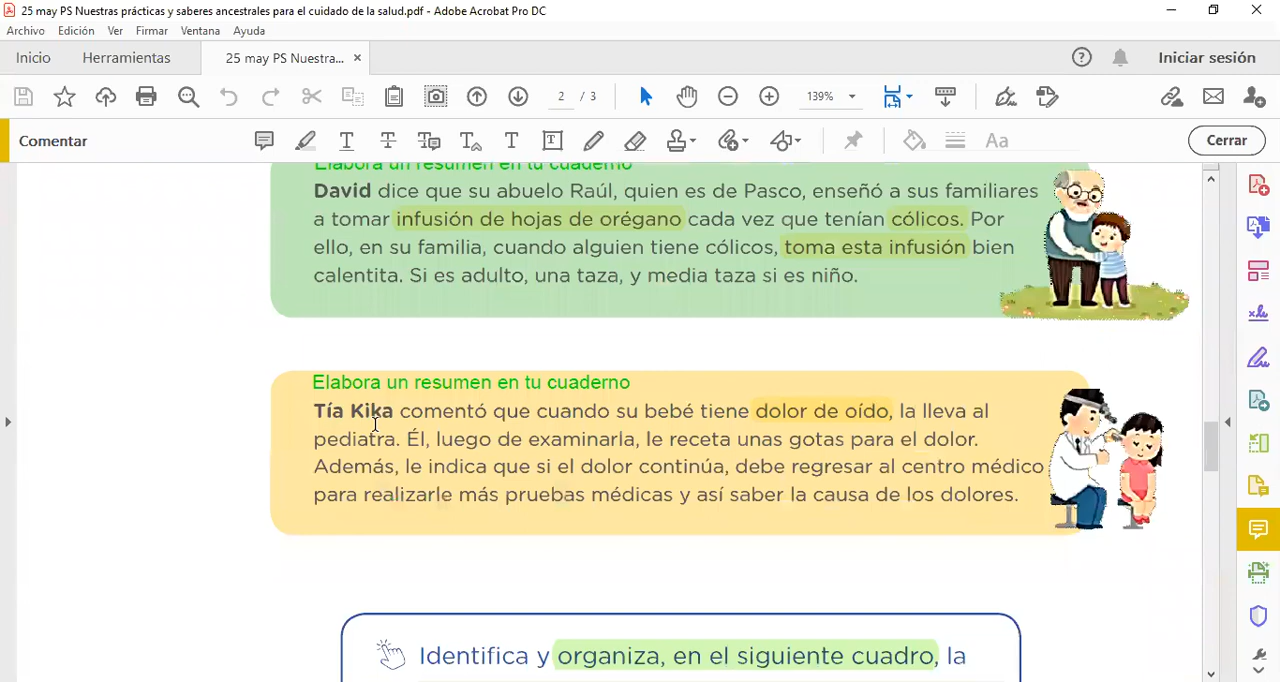 25 may PS Nuestras prácticas y saberes ancestrales para el cuidado de la salud.pdf - Adobe Acrobat Pro DC
Archivo Edición Ver Firmar Ventana Ayuda
Inicio Herramientas 25 may PS Nuestra... × Iniciar sesión
2 / 3 139%
Comentar Cerrar
Elabora un resumen en tu cuaderno
David dice que su abuelo Raúl, quien es de Pasco, enseñó a sus familiares
a tomar infusión de hojas de orégano cada vez que tenían cólicos. Por
ello, en su familia, cuando alguien tiene cólicos, toma esta infusión bien
calentita. Si es adulto, una taza, y media taza si es niño.
Elabora un resumen en tu cuaderno
Tía Kika comentó que cuando su bebé tiene dolor de oído, la lleva al
pediatra. Él, luego de examinarla, le receta unas gotas para el dolor.
Además, le indica que si el dolor continúa, debe regresar al centro médico
para realizarle más pruebas médicas y así saber la causa de los dolores.
Identifica y organiza, en el siguiente cuadro, la